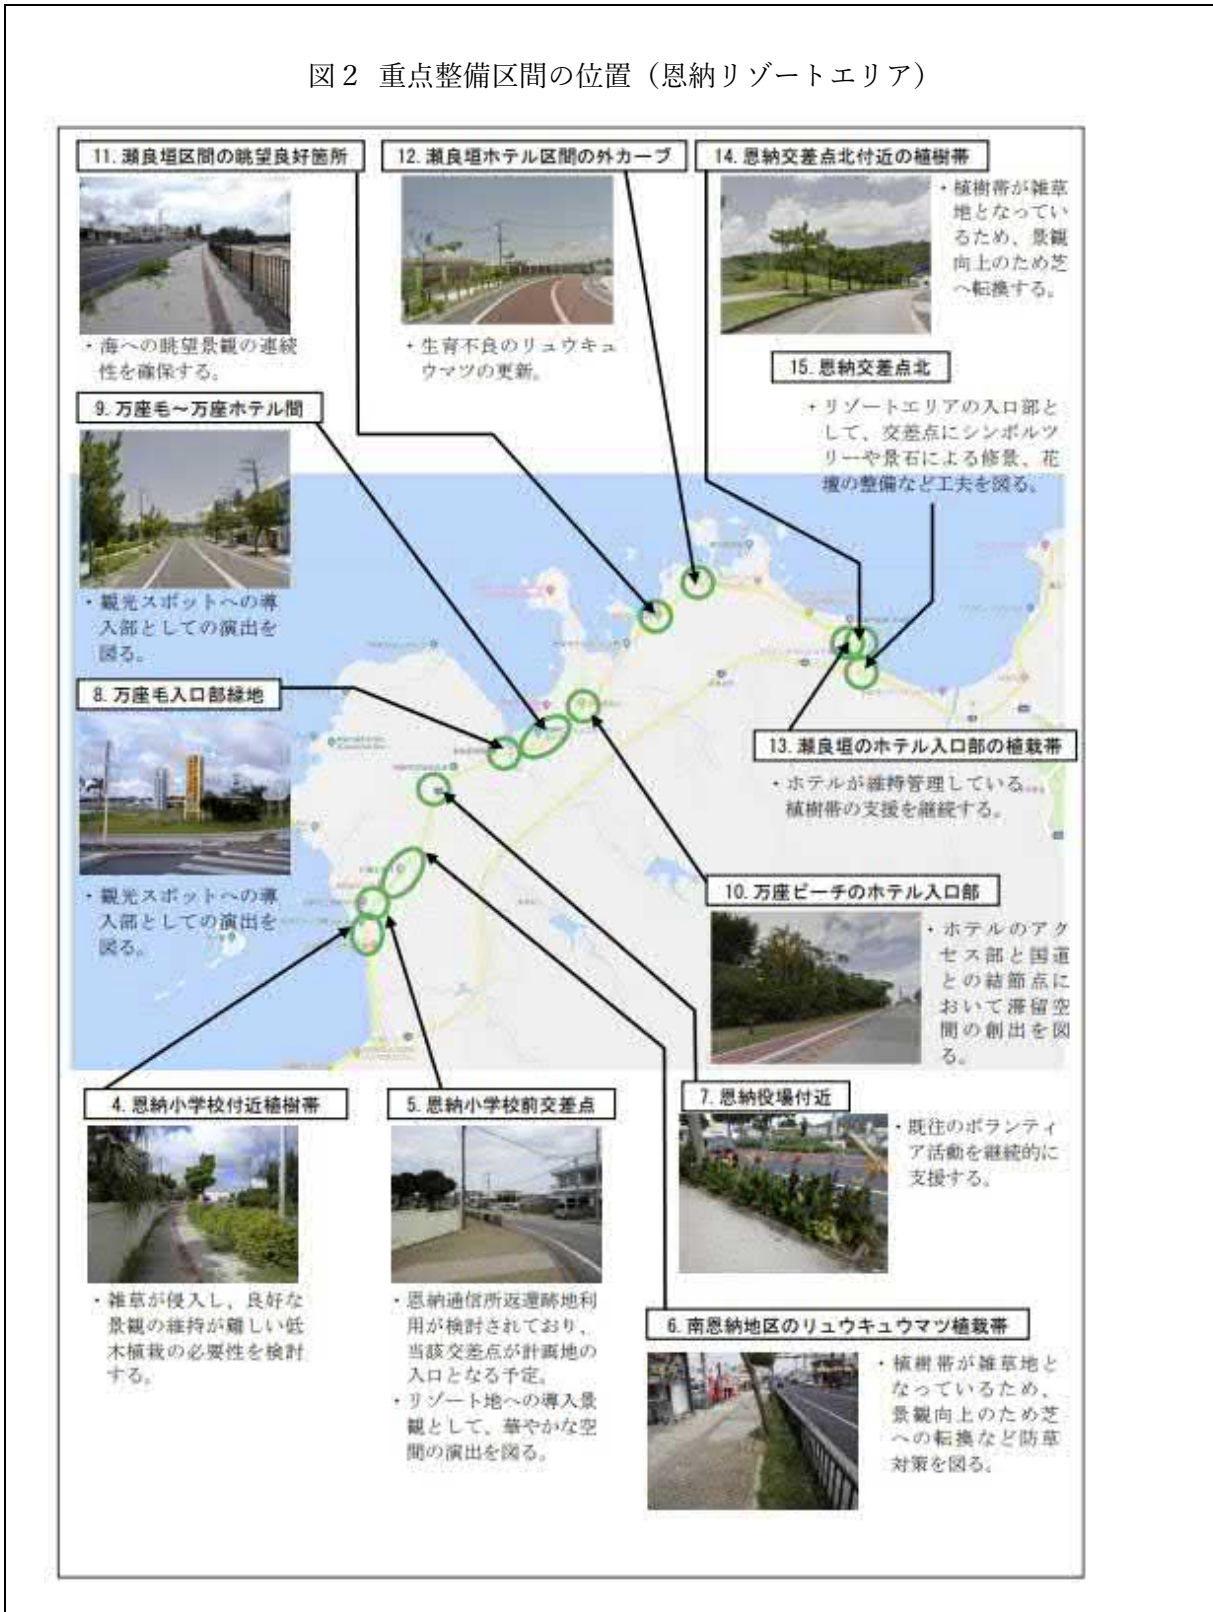 図２ 重点整備区間の位置（恩納リゾートエリア）
11. 瀬良垣区間の眺望良好箇所
・海への眺望景観の連続
性を確保する。
12. 瀬良垣ホテル区間の外カーブ
・生育不良のリュウキュ
ウマツの更新。
14. 恩納交差点北付近の植樹帯
・植樹帯が雑草
地となってい
るため、景観
向上のため芝
へ転換する。
15. 恩納交差点北
・リゾートエリアの入口部と
して、交差点にシンボルツ
リーや景石による修景、花
壇の整備など工夫を図る。
9. 万座毛～万座ホテル間
・観光スポットへの導
入部としての演出を
図る。
8. 万座毛入口部緑地
・観光スポットへの導
入部としての演出を
図る。
13. 瀬良垣のホテル入口部の植栽帯
・ホテルが維持管理している
植樹帯の支援を継続する。
10. 万座ビーチのホテル入口部
・ホテルのアク
セス部と国道
との結節点に
おいて滞留空
間の創出を図
る。
4. 恩納小学校付近植樹帯
・雑草が侵入し、良好な
景観の維持が難しい低
木植栽の必要性を検討
する。
5. 恩納小学校前交差点
・恩納通信所返還跡地利
用が検討されており、
当該交差点が計画地の
入口となる予定。
・リゾート地への導入景
観として、華やかな空
間の演出を図る。
7. 恩納役場付近
・既往のボランティ
ア活動を継続的に
支援する。
6. 南恩納地区のリュウキュウマツ植栽帯
・植樹帯が雑草地と
なっているため、
景観向上のため芝
への転換など防草
対策を図る。